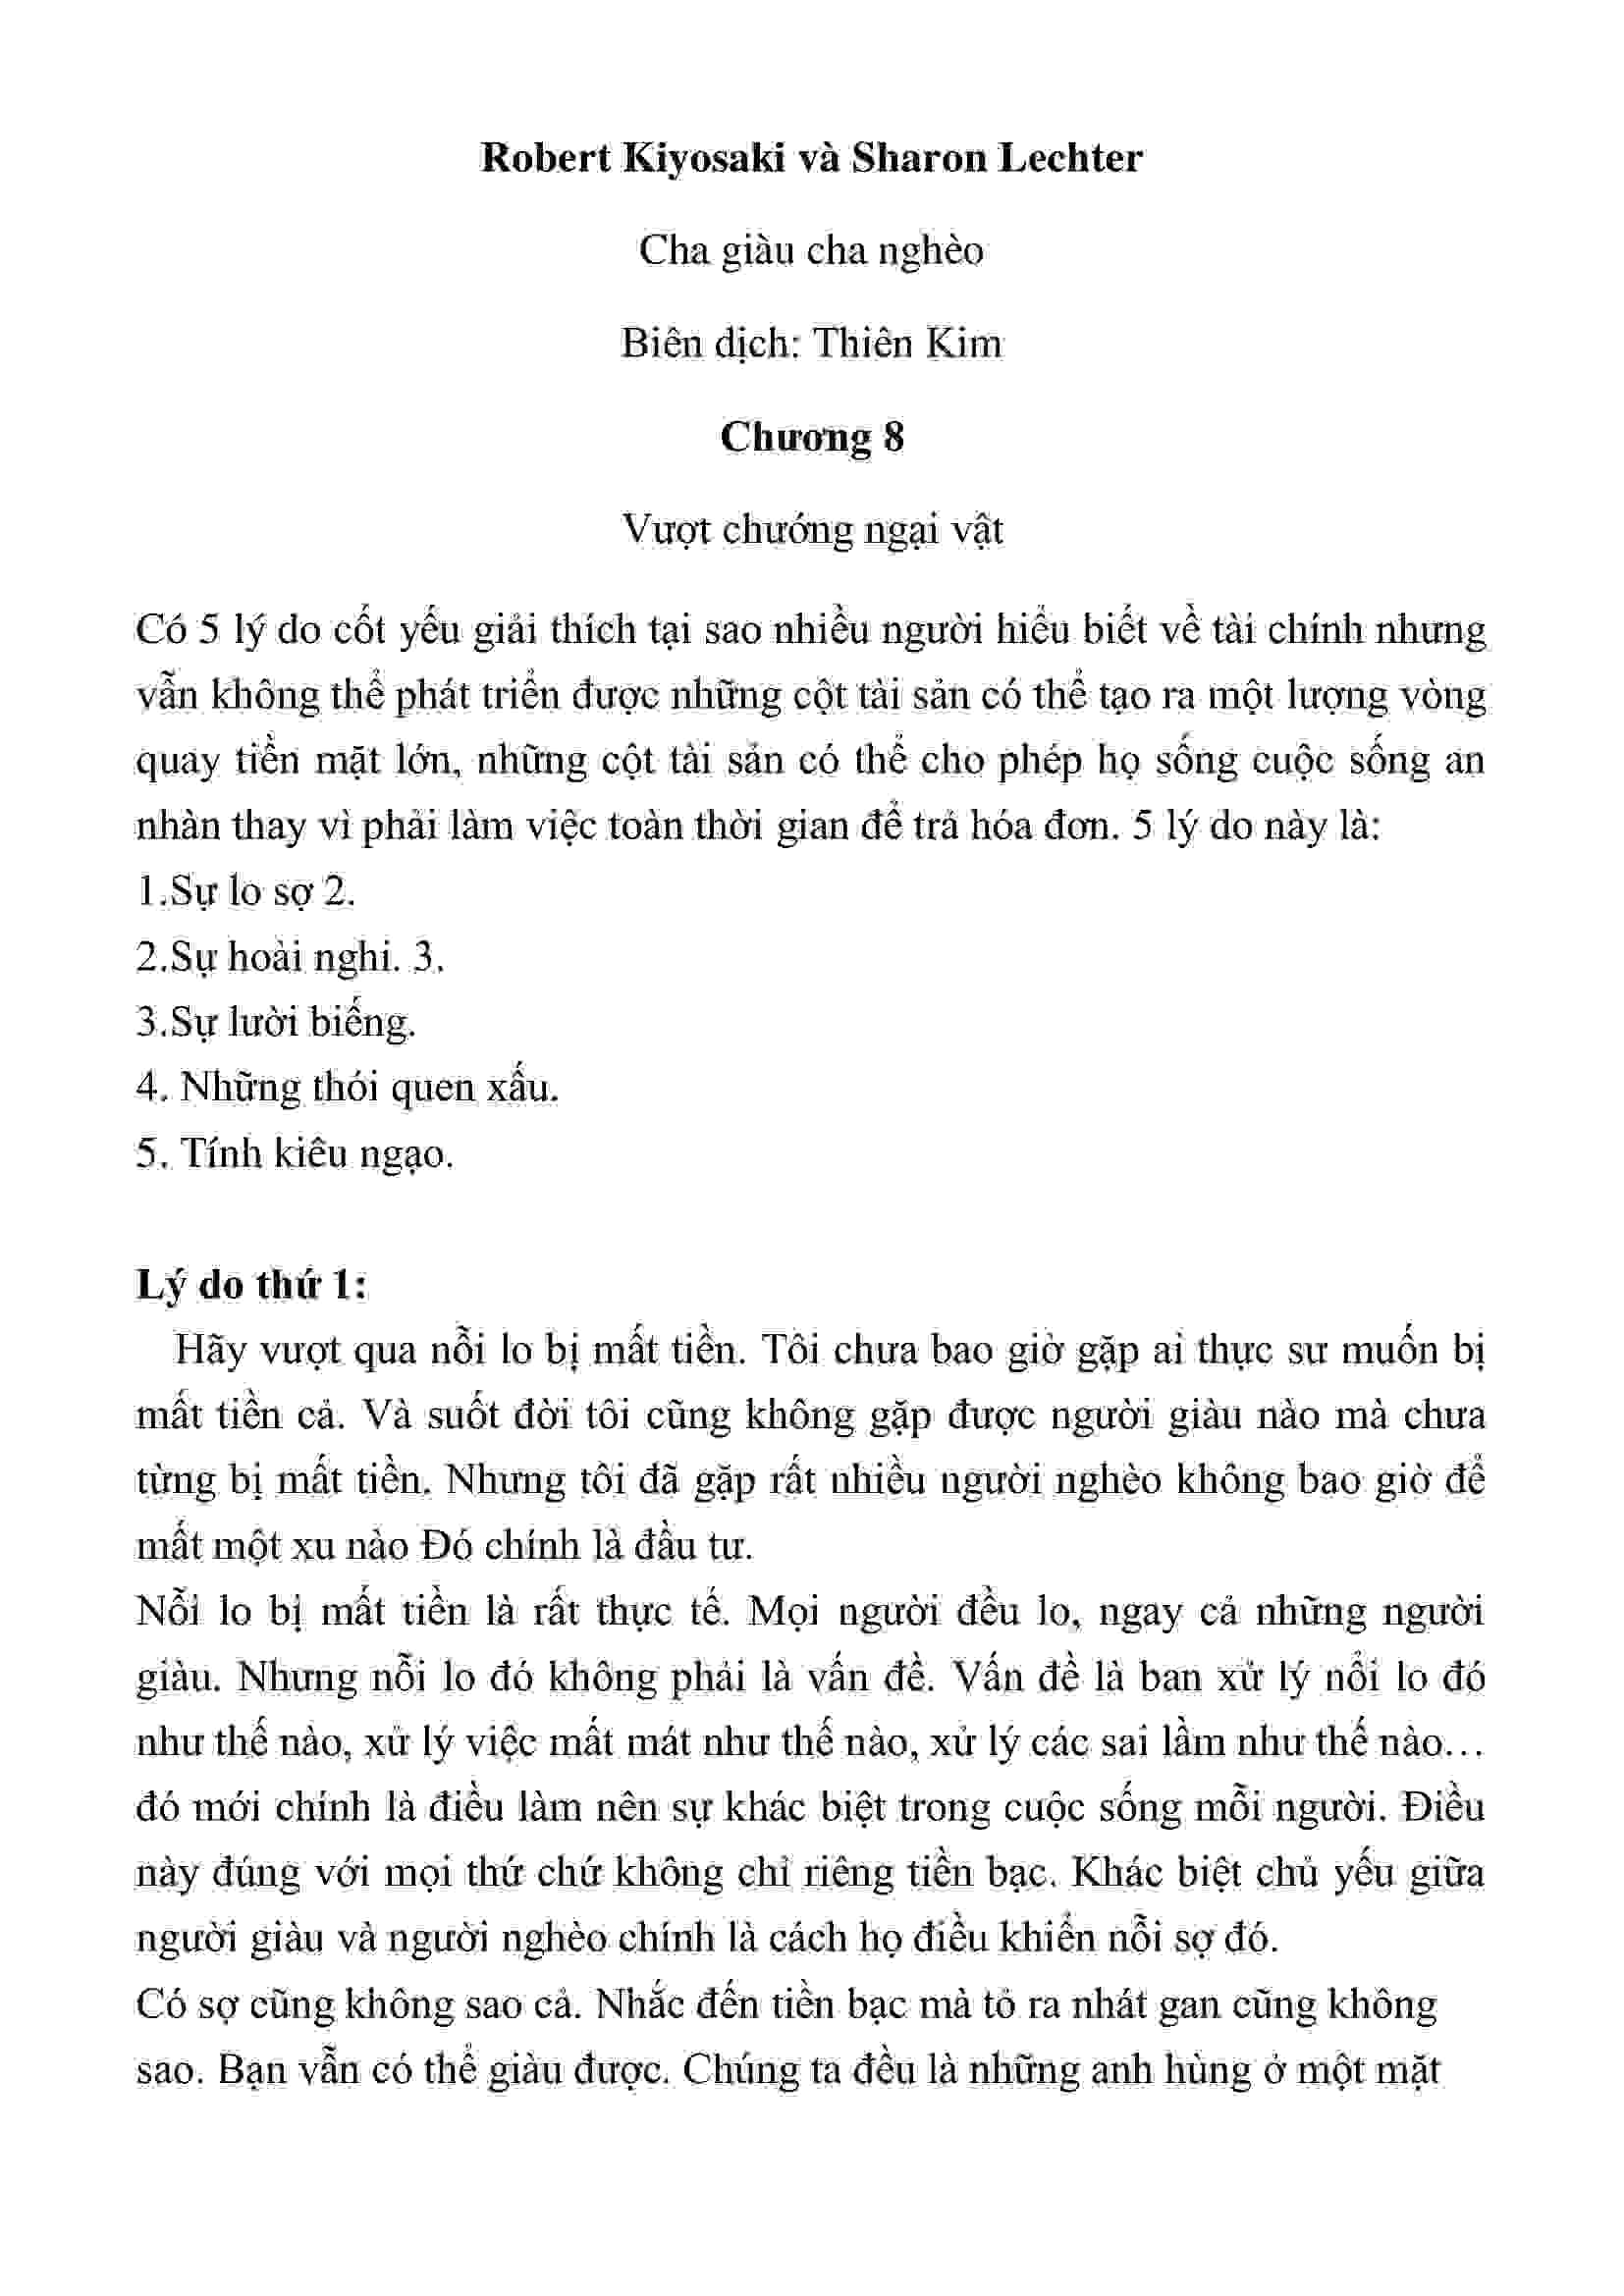 Robert Kiyosaki và Sharon Lechter
Cha giàu cha nghèo
Biên dịch: Thiên Kim
Chương 8
Vượt chướng ngại vật
Có 5 lý do cốt yếu giải thích tại sao nhiều người hiểu biết về tài chính nhưng
vẫn không thể phát triển được những cột tài sản có thể tạo ra một lượng vòng
quay tiền mặt lớn, những cột tài sản có thể cho phép họ sống cuộc sống an
nhàn thay vì phải làm việc toàn thời gian để trả hóa đơn. 5 lý do này là:
1.Sự lo sợ 2.
2.Sự hoài nghi. 3.
3.Sự lười biếng.
4. Những thói quen xấu.
5. Tính kiêu ngạo.
Lý do thứ 1:
Hãy vượt qua nỗi lo bị mất tiền. Tôi chưa bao giờ gặp ai thực sư muốn bị
mất tiền cả. Và suốt đời tôi cũng không gặp được người giàu nào mà chưa
từng bị mất tiền. Nhưng tôi đã gặp rất nhiều người nghèo không bao giờ để
mất một xu nào Đó chính là đầu tư.
Nỗi lo bị mất tiền là rất thực tế. Mọi người đều lo, ngay cả những người
giàu. Nhưng nỗi lo đó không phải là vấn đề. Vấn đề là ban xử lý nổi lo đó
như thế nào, xử lý việc mất mát như thế nào, xử lý các sai lầm như thế nào…
đó mới chính là điều làm nên sự khác biệt trong cuộc sống mỗi người. Điều
này đúng với mọi thứ chứ không chỉ riêng tiền bạc. Khác biệt chủ yếu giữa
người giàu và người nghèo chính là cách họ điều khiển nỗi sợ đó.
Có sợ cũng không sao cả. Nhắc đến tiền bạc mà tỏ ra nhát gan cũng không
sao. Bạn vẫn có thể giàu được. Chúng ta đều là những anh hùng ở một mặt